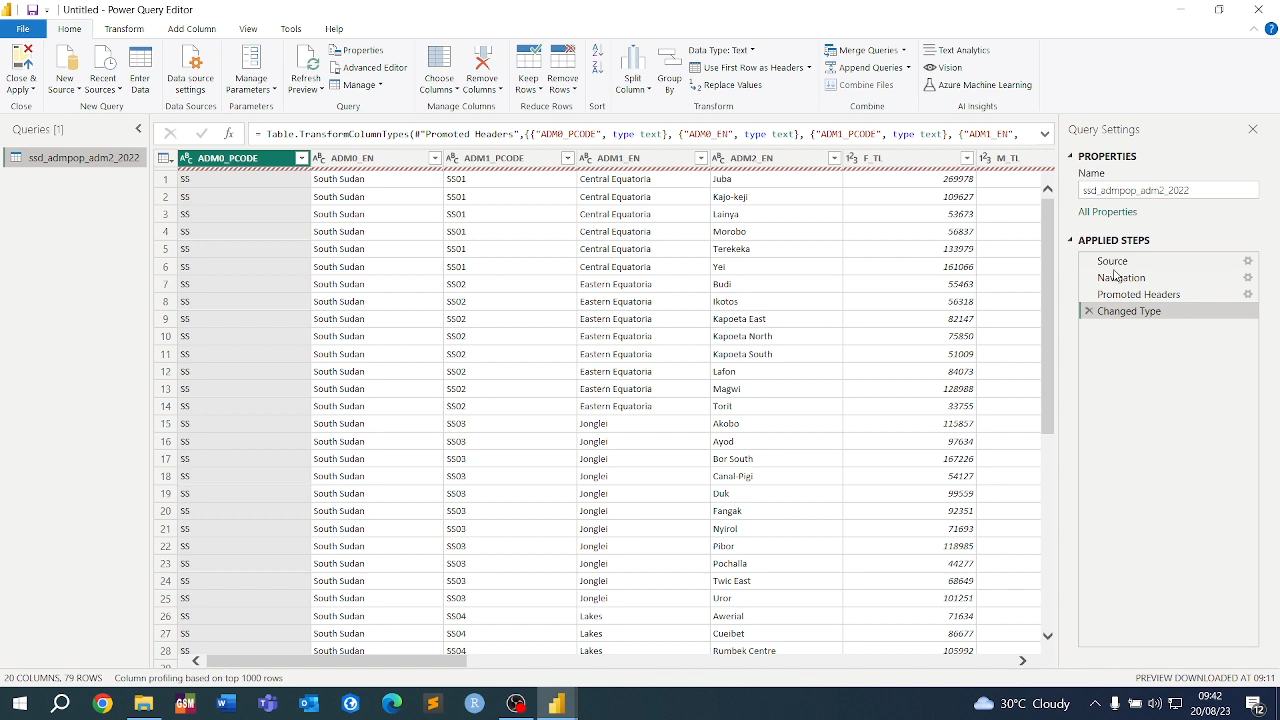 Untitled - Power Query Editor
File Home Transform Add Column View Tools Help
Close & Apply
New Source
Recent Sources
Enter Data
Data source settings
Manage Parameters
Refresh Preview
Properties
Advanced Editor
Manage
Choose Columns
Remove Columns
Keep Rows
Remove Rows
Split Column
Group By
Data Type: Text
Use First Row as Headers
Replace Values
Merge Queries
Append Queries
Combine Files
Text Analytics
Vision
Azure Machine Learning
Close New Query Data Sources Parameters Query Manage Columns Reduce Rows Sort Transform Combine AI Insights
Queries [1]
ssd_admpop_adm2_2022
= Table.TransformColumnTypes(#"Promoted Headers",{{"ADM0_PCODE", type text}, {"ADM0_EN", type text}, {"ADM1_PCODE", type text}, {"ADM1_EN",
ADM0_PCODE ADM0_EN ADM1_PCODE ADM1_EN ADM2_EN F_TL M_TL
1 SS South Sudan SS01 Central Equatoria Juba 269978
2 SS South Sudan SS01 Central Equatoria Kajo-keji 109627
3 SS South Sudan SS01 Central Equatoria Lainya 53673
4 SS South Sudan SS01 Central Equatoria Morobo 56837
5 SS South Sudan SS01 Central Equatoria Terekeka 133979
6 SS South Sudan SS01 Central Equatoria Yei 161066
7 SS South Sudan SS02 Eastern Equatoria Budi 55463
8 SS South Sudan SS02 Eastern Equatoria Ikotos 56318
9 SS South Sudan SS02 Eastern Equatoria Kapoeta East 82147
10 SS South Sudan SS02 Eastern Equatoria Kapoeta North 75850
11 SS South Sudan SS02 Eastern Equatoria Kapoeta South 51009
12 SS South Sudan SS02 Eastern Equatoria Lafon 84073
13 SS South Sudan SS02 Eastern Equatoria Magwi 128988
14 SS South Sudan SS02 Eastern Equatoria Torit 33755
15 SS South Sudan SS03 Jonglei Akobo 115857
16 SS South Sudan SS03 Jonglei Ayod 97634
17 SS South Sudan SS03 Jonglei Bor South 167226
18 SS South Sudan SS03 Jonglei Canal-Pigi 54127
19 SS South Sudan SS03 Jonglei Duk 99559
20 SS South Sudan SS03 Jonglei Fangak 92351
21 SS South Sudan SS03 Jonglei Nyirol 71693
22 SS South Sudan SS03 Jonglei Pibor 118985
23 SS South Sudan SS03 Jonglei Pochalla 44277
24 SS South Sudan SS03 Jonglei Twic East 68649
25 SS South Sudan SS03 Jonglei Uror 101251
26 SS South Sudan SS04 Lakes Awerial 71634
27 SS South Sudan SS04 Lakes Cueibet 86677
28 SS South Sudan SS04 Lakes Rumbek Centre 105992
Query Settings
PROPERTIES
Name
ssd_admpop_adm2_2022
All Properties
APPLIED STEPS
Source
Navigation
Promoted Headers
Changed Type
20 COLUMNS, 79 ROWS Column profiling based on top 1000 rows PREVIEW DOWNLOADED AT 09:11
GSM
30°C Cloudy
09:42
20/08/23